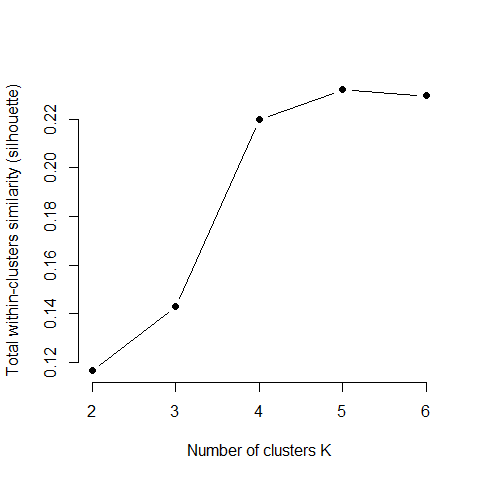 Total within-clusters similarity (silhouette)
0.22
0.20
0.18
0.16
0.14
0.12
2 3 4 5 6
Number of clusters K